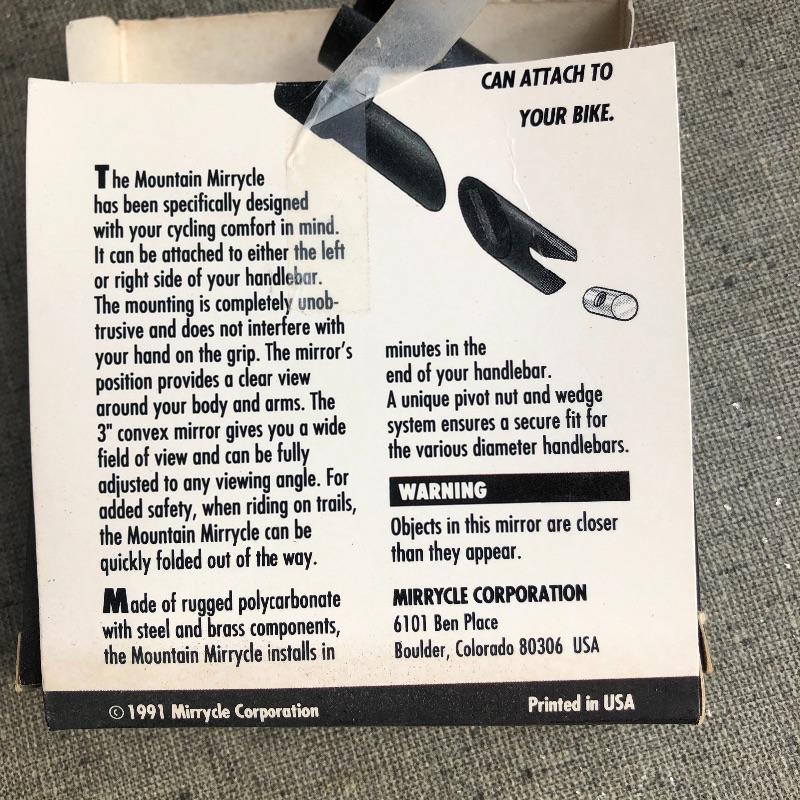 CAN ATTACH TO
YOUR BIKE.
The Mountain Mirrycle
has been specifically designed
with your cycling comfort in mind.
It can be attached to either the left
or right side of your handlebar.
The mounting is completely unob-
trusive and does not interfere with
your hand on the grip. The mirror's
position provides a clear view
around your body and arms. The
3" convex mirror gives you a wide
field of view and can be fully
adjusted to any viewing angle. For
added safety, when riding on trails,
the Mountain Mirrycle can be
quickly folded out of the way.
Made of rugged polycarbonate
with steel and brass components,
the Mountain Mirrycle installs in
minutes in the
end of your handlebar.
A unique pivot nut and wedge
system ensures a secure fit for
the various diameter handlebars.
WARNING
Objects in this mirror are closer
than they appear.
MIRRYCLE CORPORATION
6101 Ben Place
Boulder, Colorado 80306 USA
© 1991 Mirrycle Corporation
Printed in USA